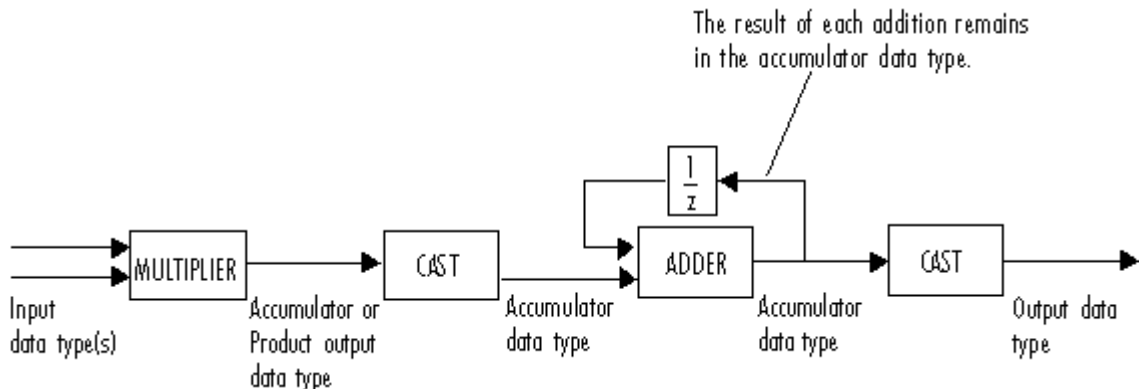 The result of each addition remains
in the accumulator data type.
1
z
MULTIPLIER
CAST
ADDER
CAST
Input
data type(s)
Accumulator or
Product output
data type
Accumulator
data type
Accumulator
data type
Output data
type